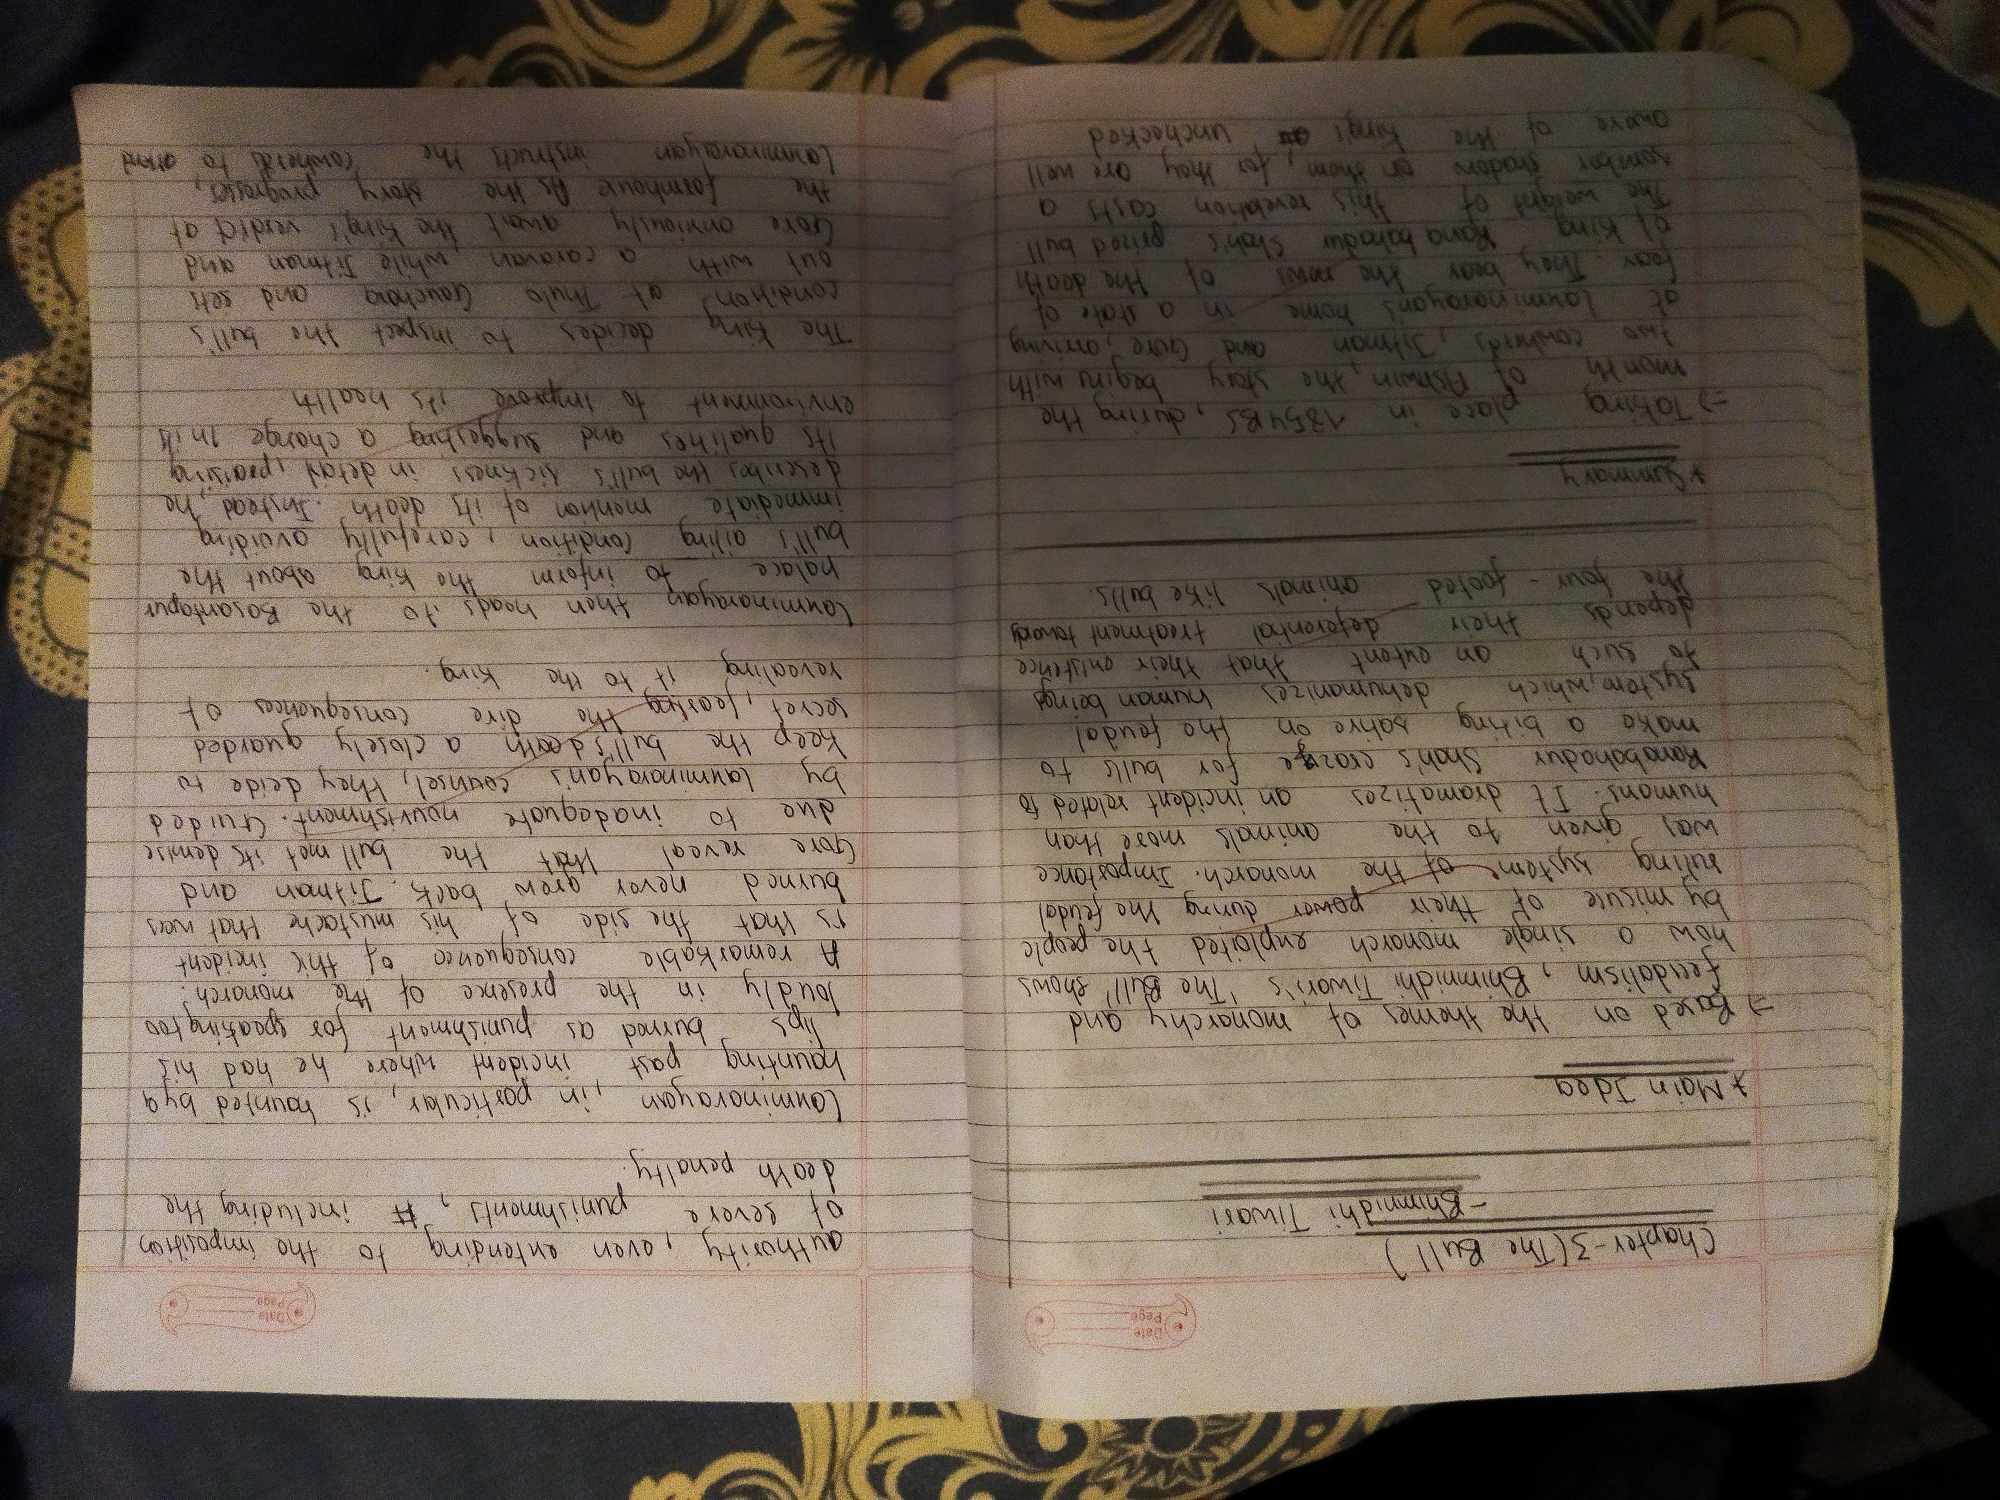 Date
Page
Chapter-3(The Bull)
-Bhimnidhi Tiwari
* Main Idea
=> Based on the themes of monarchy and
feudalism, Bhimnidhi Tiwari's 'The Bull' shows
how a single monarch exploited the people
by misuse of their power during the feudal
ruling system of the monarch. Importance
was given to the animals more than
humans. It dramatizes an incident related to
Ranabahadur Shah's craze for bulls to
make a biting satire on the feudal
system, which dehumanizes human beings
to such an extent that their existence
depends their deferential treatment towards
the four-footed animals like bulls.
* Summary
=> Taking place in 1854BS, during the
month of Ashwin, the story begins with
two cowherds, Jitman and Gore, arriving
at Laxminarayan's home in a state of
fear. They bear the news of the death
of King Rana bahadur Shah's prized bull.
The weight of this revelation casts a
somber shadow on them, for they are well
aware of the King's unchecked
Date
Page
authority, even extending to the imposition
of severe punishments, including the
death penalty.
Laxminarayan, in particular, is haunted by a
haunting past incident where he had his
lips burned as punishment for speaking too
loudly in the presence of the monarch.
A remarkable consequence of this incident
is that the side of his mustache that was
burned never grew back. Jitman and
Gore reveal that the bull met its demise
due to inadequate nourishment. Guided
by Laxminarayan's counsel, they deide to
keep the bull's death a closely guarded
secret, fearing the dire consequences of
revealing it to the King.
Laxminarayan then heads to the Basantapur
palace to inform the King about the
bull's ailing condition, carefully avoiding
immediate mention of its death. Instead, he
describes the bull's sickness in detail, praising
its qualities and suggesting a change in its
environment to improve its health
The King decides to inspect the bull's
condition at Thulo Gauchara and sets
out with a caravan while Jitman and
Gore anxiously await the King's verdict at
the farmhouse As the story progresses,
Laxminarayan instructs the cowherds to attend